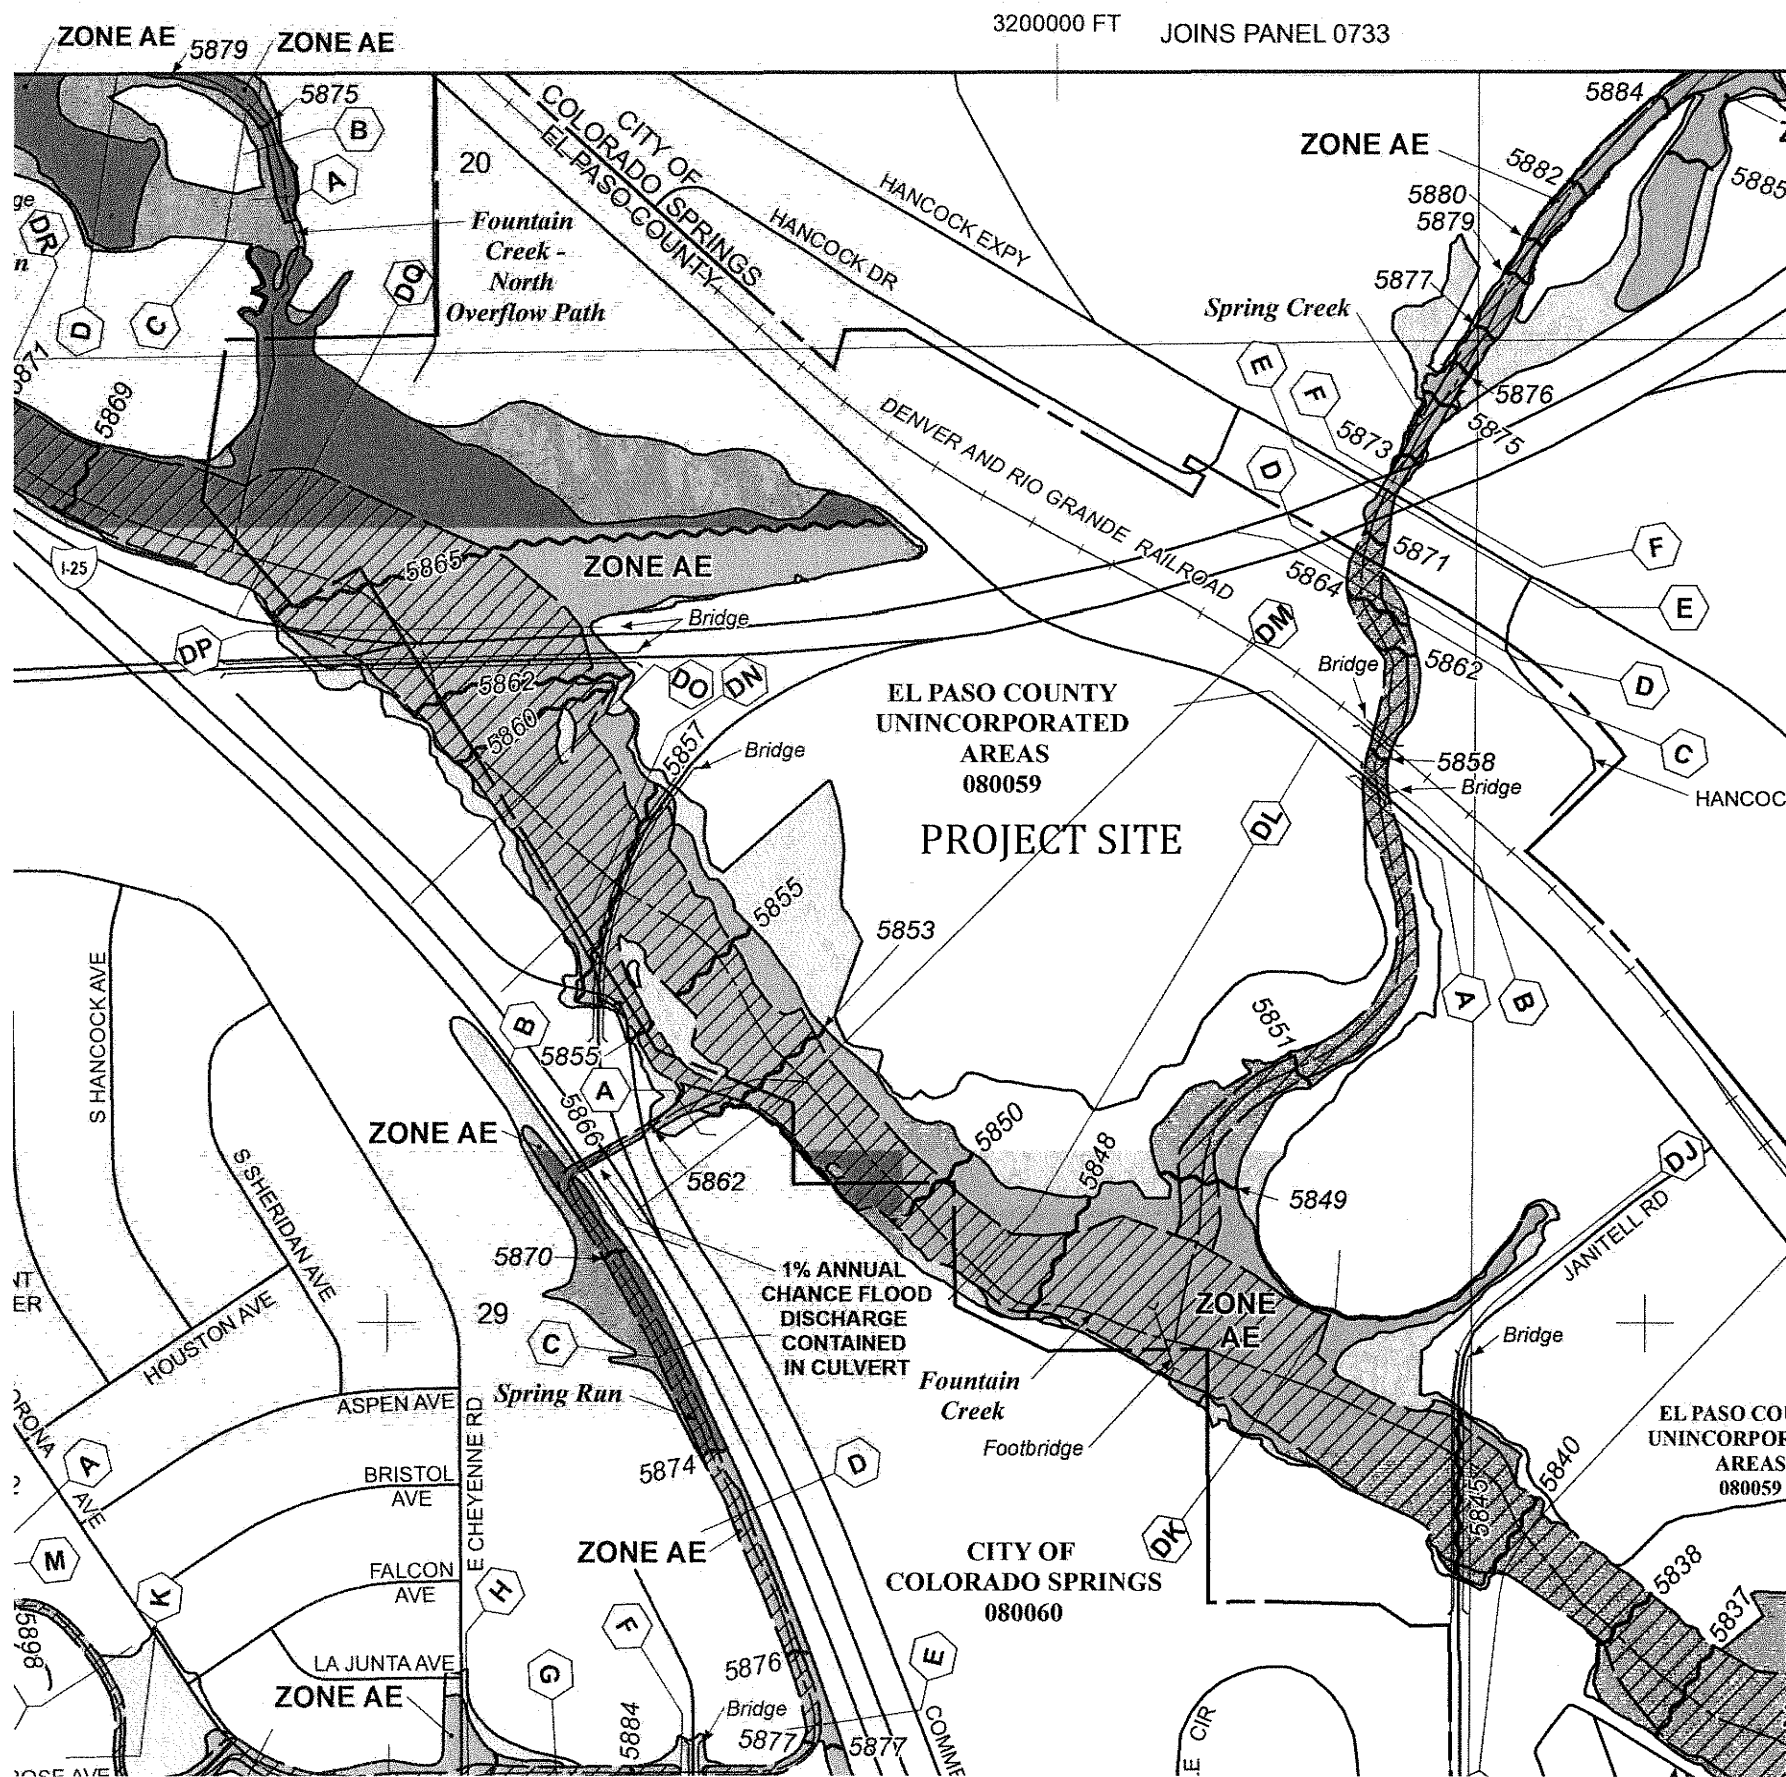 3200000 FT
JOINS PANEL 0733
ZONE AE
5879
ZONE AE
5875
B
A
20
CITY OF
COLORADO SPRINGS
EL PASO COUNTY
HANCOCK EXPY
HANCOCK DR
ZONE AE
5884
5882
5885
5880
5879
5877
Spring Creek
Fountain
Creek -
North
Overflow Path
DR
DQ
D
C
5871
5869
E
F
5876
5875
5873
D
DENVER AND RIO GRANDE RAILROAD
5871
5864
F
E
I-25
5865
ZONE AE
Bridge
DP
5862
DO
DN
5860
5857
Bridge
DM
Bridge
5862
D
C
5858
Bridge
HANCOC
EL PASO COUNTY
UNINCORPORATED
AREAS
080059
PROJECT SITE
DL
5855
5853
A
B
S HANCOCK AVE
B
5855
A
5851
5866
ZONE AE
5862
5850
5848
5849
DJ
JANITELL RD
S SHERIDAN AVE
5870
29
1% ANNUAL
CHANCE FLOOD
DISCHARGE
CONTAINED
IN CULVERT
ZONE
AE
Bridge
HOUSTON AVE
C
Spring Run
Fountain
Creek
Footbridge
ASPEN AVE
E CHEYENNE RD
5874
D
EL PASO COU
UNINCORPOR
AREAS
080059
A
AVE
BRISTOL
AVE
5840
5845
DK
M
K
FALCON
AVE
H
ZONE AE
CITY OF
COLORADO SPRINGS
080060
5838
5837
5898
F
LA JUNTA AVE
ZONE AE
G
5876
E
5884
Bridge
5877
5877
COMME
E CIR